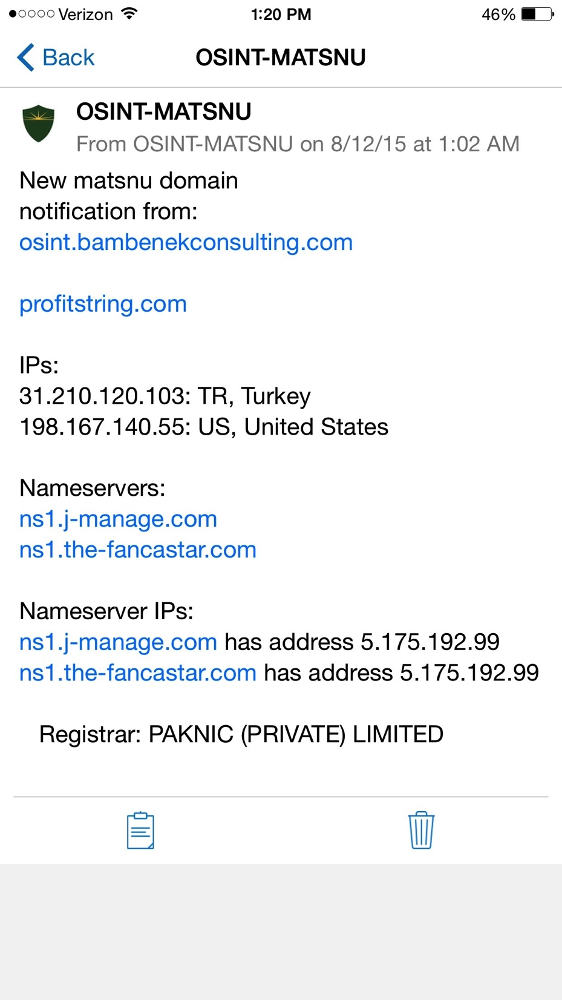 Verizon 1:20 PM 46%
Back OSINT-MATSNU
OSINT-MATSNU
From OSINT-MATSNU on 8/12/15 at 1:02 AM
New matsnu domain
notification from:
osint.bambenekconsulting.com
profitstring.com
IPs:
31.210.120.103: TR, Turkey
198.167.140.55: US, United States
Nameservers:
ns1.j-manage.com
ns1.the-fancastar.com
Nameserver IPs:
ns1.j-manage.com has address 5.175.192.99
ns1.the-fancastar.com has address 5.175.192.99
Registrar: PAKNIC (PRIVATE) LIMITED